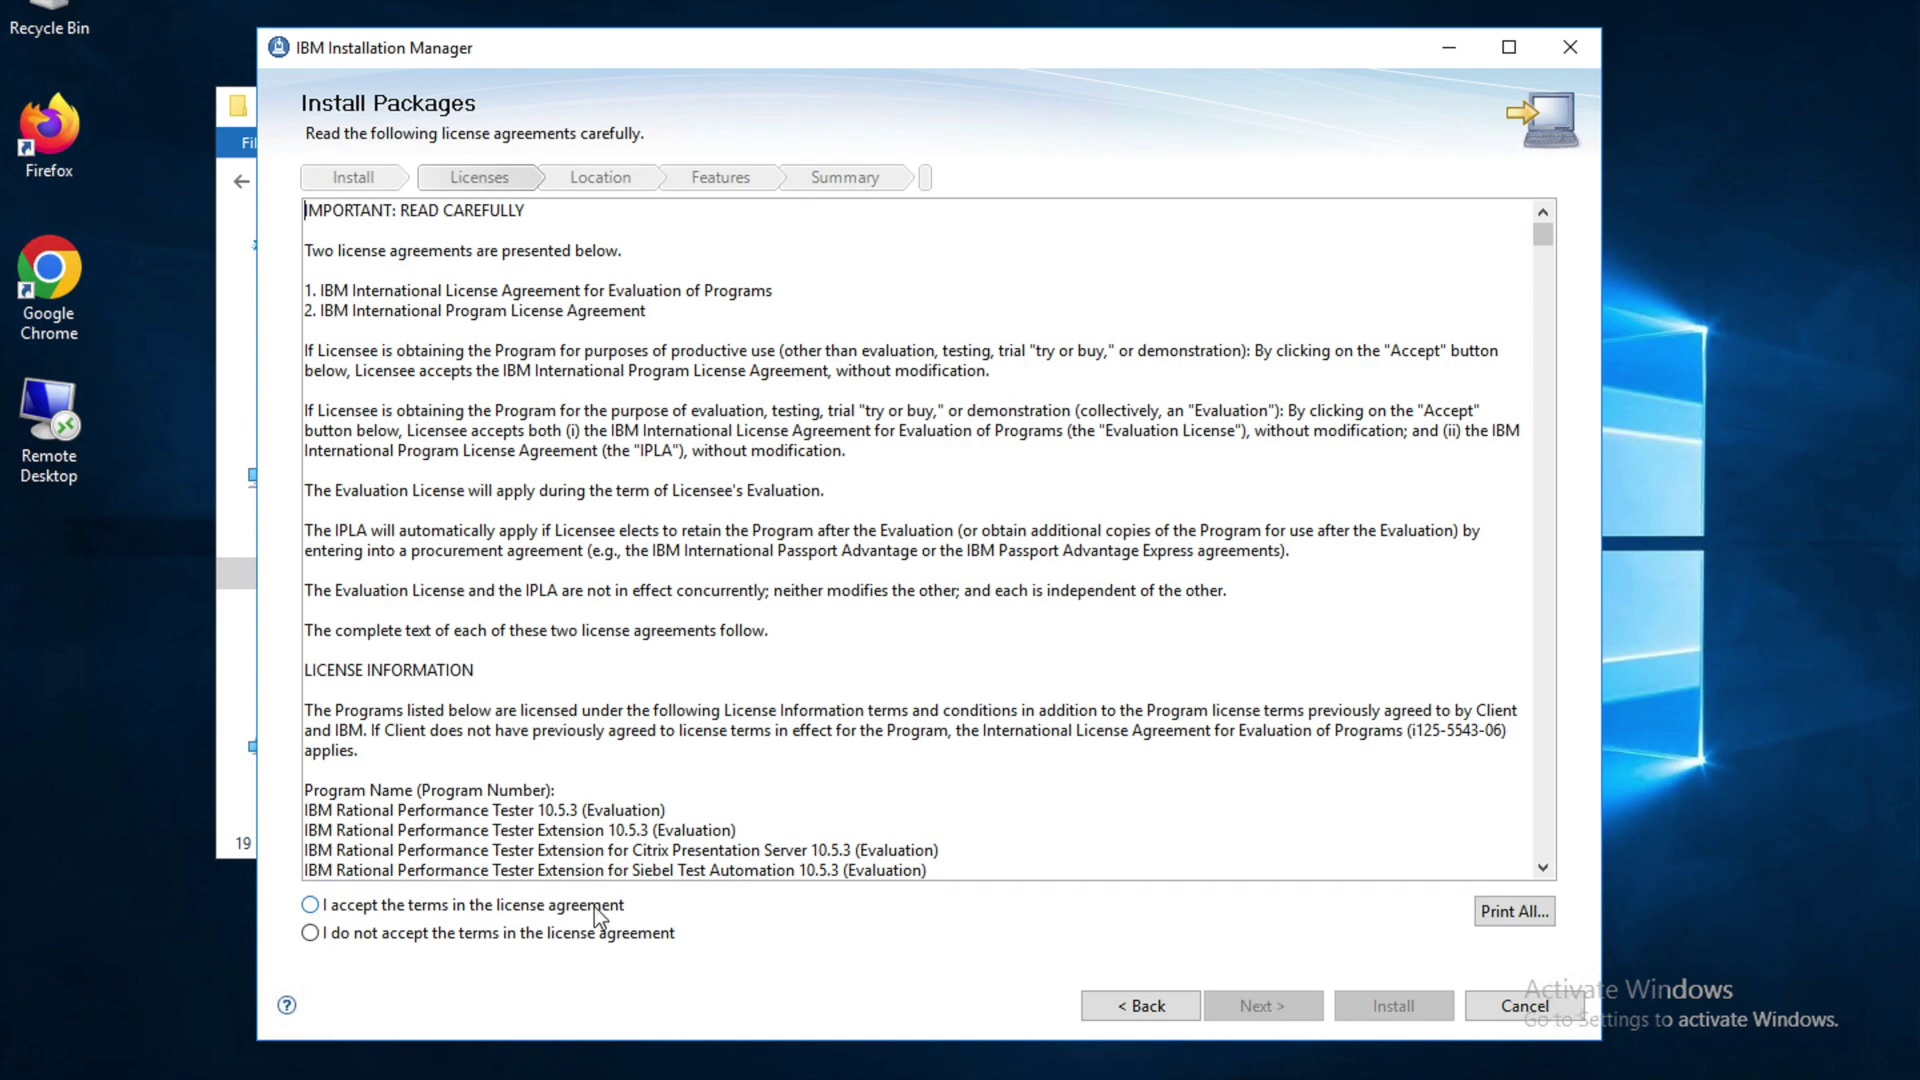 Recycle Bin
Firefox
Google
Chrome
Remote
Desktop
Fil
19
IBM Installation Manager
Install Packages
Read the following license agreements carefully.
Install
Licenses
Location
Features
Summary
IMPORTANT: READ CAREFULLY
Two license agreements are presented below.
1. IBM International License Agreement for Evaluation of Programs
2. IBM International Program License Agreement
If Licensee is obtaining the Program for purposes of productive use (other than evaluation, testing, trial "try or buy," or demonstration): By clicking on the "Accept" button
below, Licensee accepts the IBM International Program License Agreement, without modification.
If Licensee is obtaining the Program for the purpose of evaluation, testing, trial "try or buy," or demonstration (collectively, an "Evaluation"): By clicking on the "Accept"
button below, Licensee accepts both (i) the IBM International License Agreement for Evaluation of Programs (the "Evaluation License"), without modification; and (ii) the IBM
International Program License Agreement (the "IPLA"), without modification.
The Evaluation License will apply during the term of Licensee's Evaluation.
The IPLA will automatically apply if Licensee elects to retain the Program after the Evaluation (or obtain additional copies of the Program for use after the Evaluation) by
entering into a procurement agreement (e.g., the IBM International Passport Advantage or the IBM Passport Advantage Express agreements).
The Evaluation License and the IPLA are not in effect concurrently; neither modifies the other; and each is independent of the other.
The complete text of each of these two license agreements follow.
LICENSE INFORMATION
The Programs listed below are licensed under the following License Information terms and conditions in addition to the Program license terms previously agreed to by Client
and IBM. If Client does not have previously agreed to license terms in effect for the Program, the International License Agreement for Evaluation of Programs (i125-5543-06)
applies.
Program Name (Program Number):
IBM Rational Performance Tester 10.5.3 (Evaluation)
IBM Rational Performance Tester Extension 10.5.3 (Evaluation)
IBM Rational Performance Tester Extension for Citrix Presentation Server 10.5.3 (Evaluation)
IBM Rational Performance Tester Extension for Siebel Test Automation 10.5.3 (Evaluation)
I accept the terms in the license agreement
I do not accept the terms in the license agreement
Print All...
< Back
Next >
Install
Cancel
Activate Windows
Go to Settings to activate Windows.